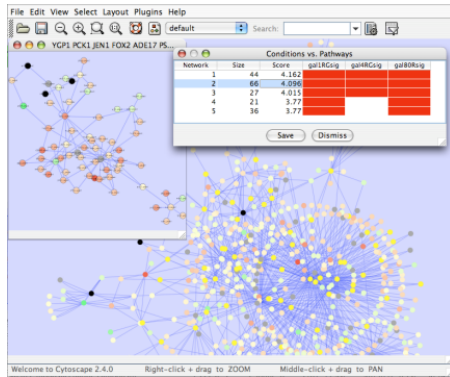 File Edit View Select Layout Plugins Help
default Search:
YGP1 PCK1 JEN1 FOX2 ADE17 PS...
Conditions vs. Pathways
Network Size Score gal1RGsig gal4RGsig gal80Rsig
1 44 4.162
2 66 4.096
3 27 4.015
4 21 3.77
5 36 3.77
Save Dismiss
Welcome to Cytoscape 2.4.0 Right-click + drag to ZOOM Middle-click + drag to PAN